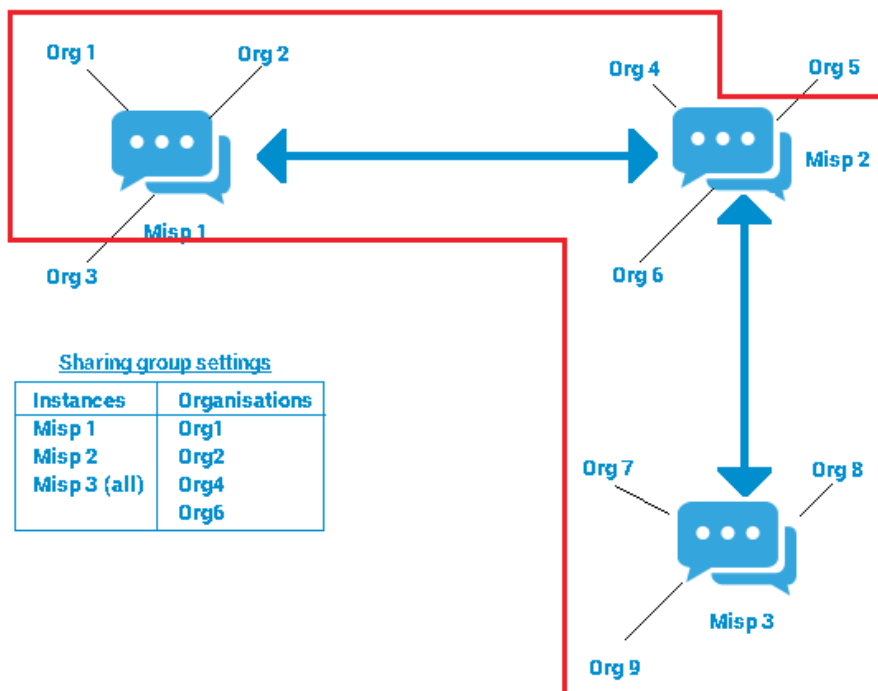 Org 1
Org 2
Org 4
Org 5
Misp 2
Misp 1
Org 3
Org 6
Sharing group settings
Instances Organisations
Misp 1 Org1
Misp 2 Org2
Misp 3 (all) Org4
Org6
Org 7
Org 8
Misp 3
Org 9